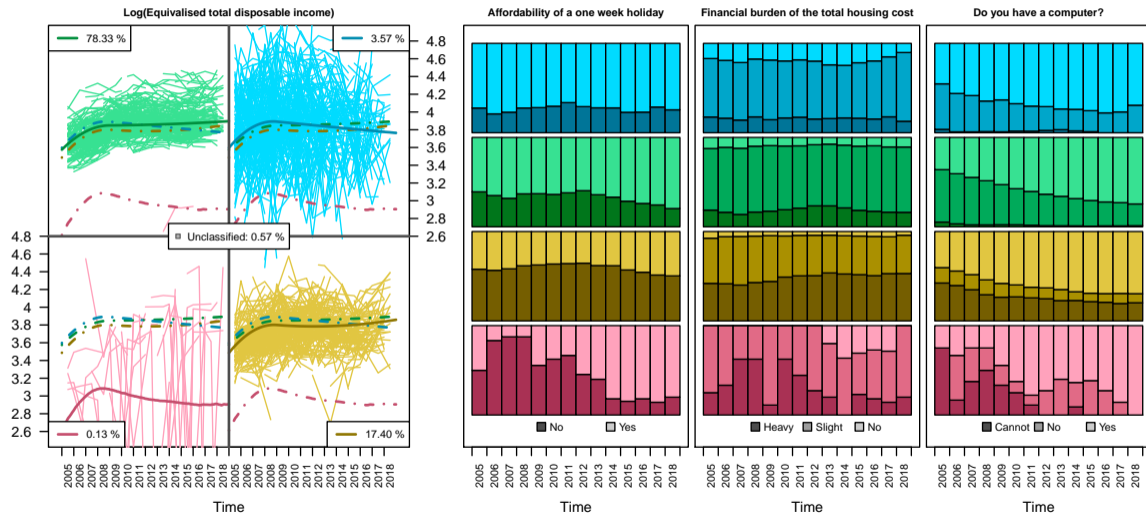 Log(Equivalised total disposable income)
Affordability of a one week holiday
Financial burden of the total housing cost
Do you have a computer?
78.33 %
3.57 %
4.8
4.6
4.4
4.2
4
3.8
3.6
3.4
3.2
3
2.8
2.6
Unclassified: 0.57 %
4.8
4.6
4.4
4.2
4
3.8
3.6
3.4
3.2
3
2.8
2.6
0.13 %
17.40 %
No Yes
Heavy Slight No
Cannot No Yes
2005 2006 2007 2008 2009 2010 2011 2012 2013 2014 2015 2016 2017 2018
2005 2006 2007 2008 2009 2010 2011 2012 2013 2014 2015 2016 2017 2018
2005 2006 2007 2008 2009 2010 2011 2012 2013 2014 2015 2016 2017 2018
2005 2006 2007 2008 2009 2010 2011 2012 2013 2014 2015 2016 2017 2018
2005 2006 2007 2008 2009 2010 2011 2012 2013 2014 2015 2016 2017 2018
Time
Time
Time
Time